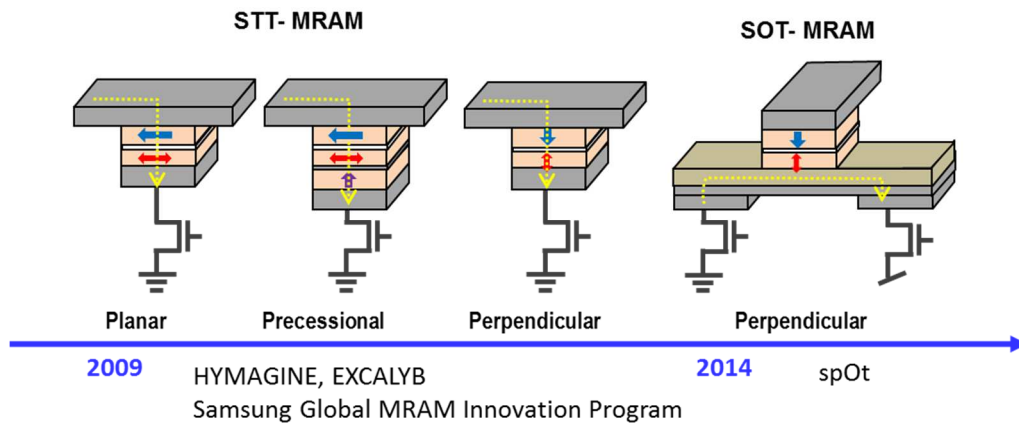 STT- MRAM
SOT- MRAM
Planar
Precessional
Perpendicular
Perpendicular
2009
2014
spOt
HYMAGINE, EXCALYB
Samsung Global MRAM Innovation Program